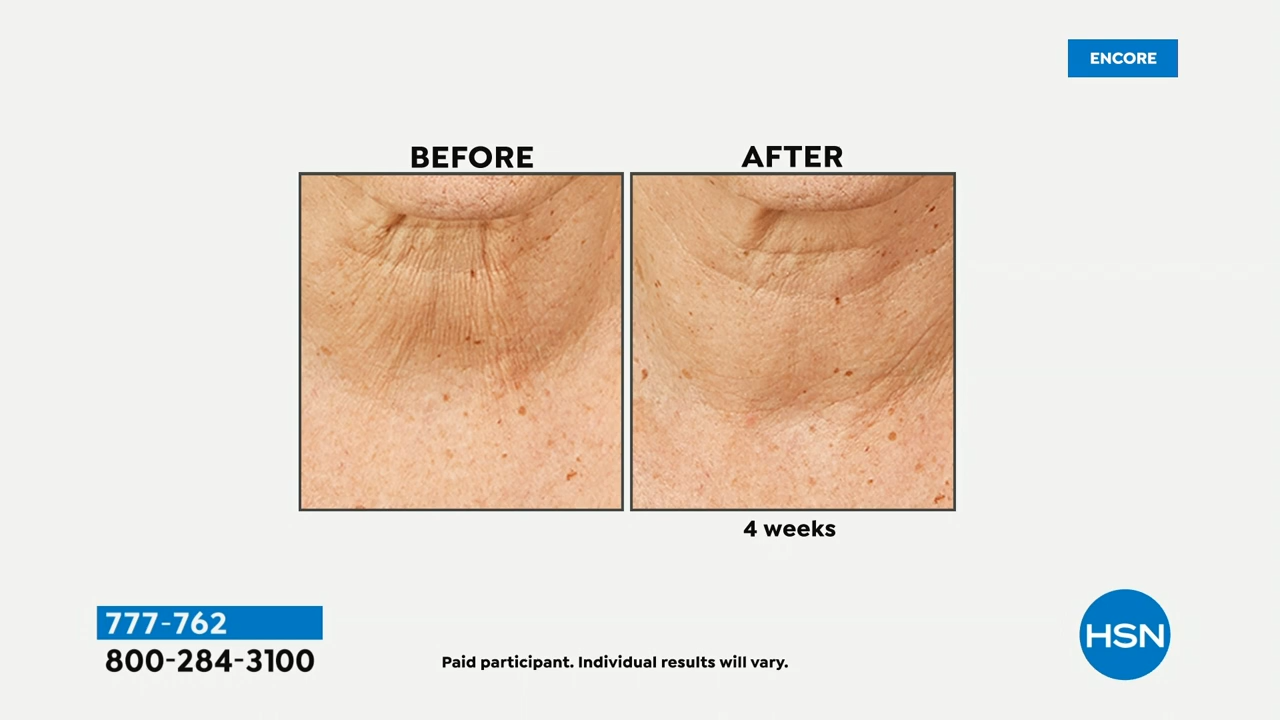 ENCORE
BEFORE
AFTER
4 weeks
777-762
800-284-3100
Paid participant. Individual results will vary.
HSN